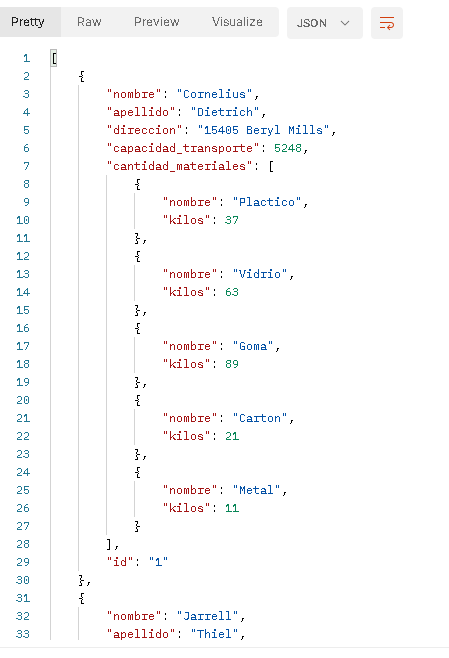 Pretty Raw Preview Visualize JSON
1 [
2 {
3 "nombre": "Cornelius",
4 "apellido": "Dietrich",
5 "direccion": "15405 Beryl Mills",
6 "capacidad_transporte": 5248,
7 "cantidad_materiales": [
8 {
9 "nombre": "Plactico",
10 "kilos": 37
11 },
12 {
13 "nombre": "Vidrio",
14 "kilos": 63
15 },
16 {
17 "nombre": "Goma",
18 "kilos": 89
19 },
20 {
21 "nombre": "Carton",
22 "kilos": 21
23 },
24 {
25 "nombre": "Metal",
26 "kilos": 11
27 }
28 ],
29 "id": "1"
30 },
31 {
32 "nombre": "Jarrell",
33 "apellido": "Thiel",